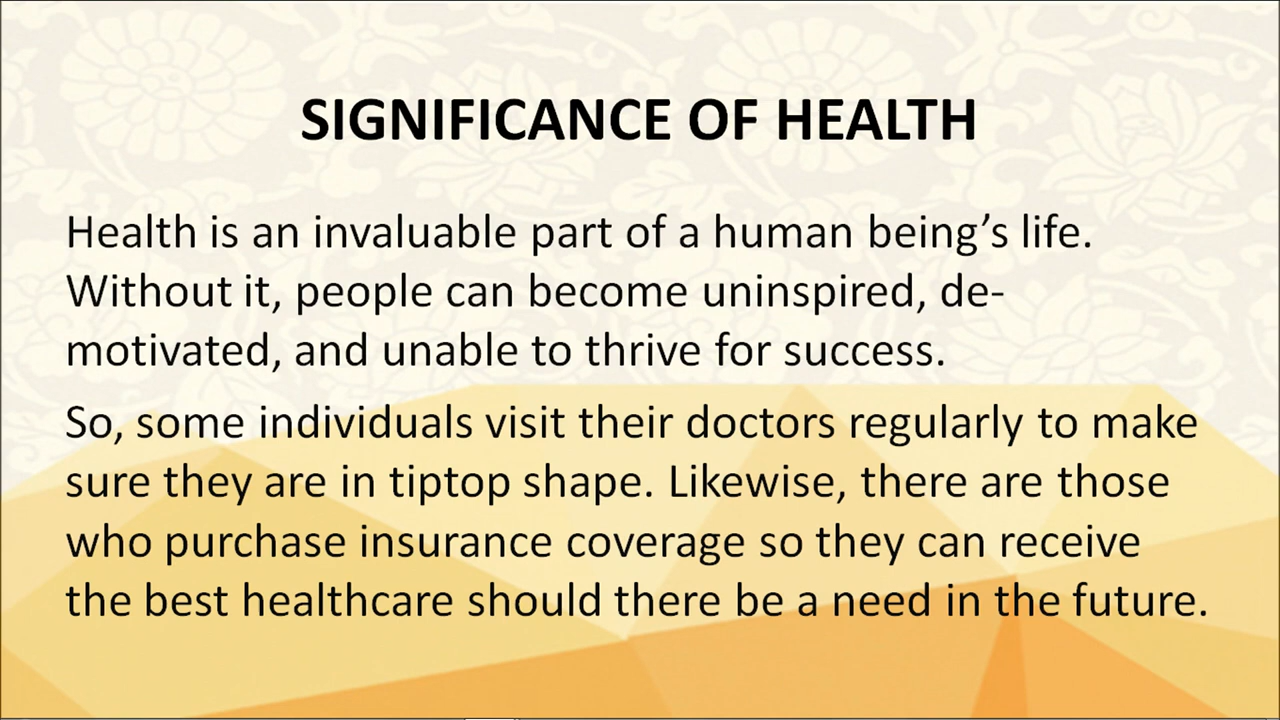 SIGNIFICANCE OF HEALTH
Health is an invaluable part of a human being’s life.
Without it, people can become uninspired, de-
motivated, and unable to thrive for success.
So, some individuals visit their doctors regularly to make
sure they are in tiptop shape. Likewise, there are those
who purchase insurance coverage so they can receive
the best healthcare should there be a need in the future.